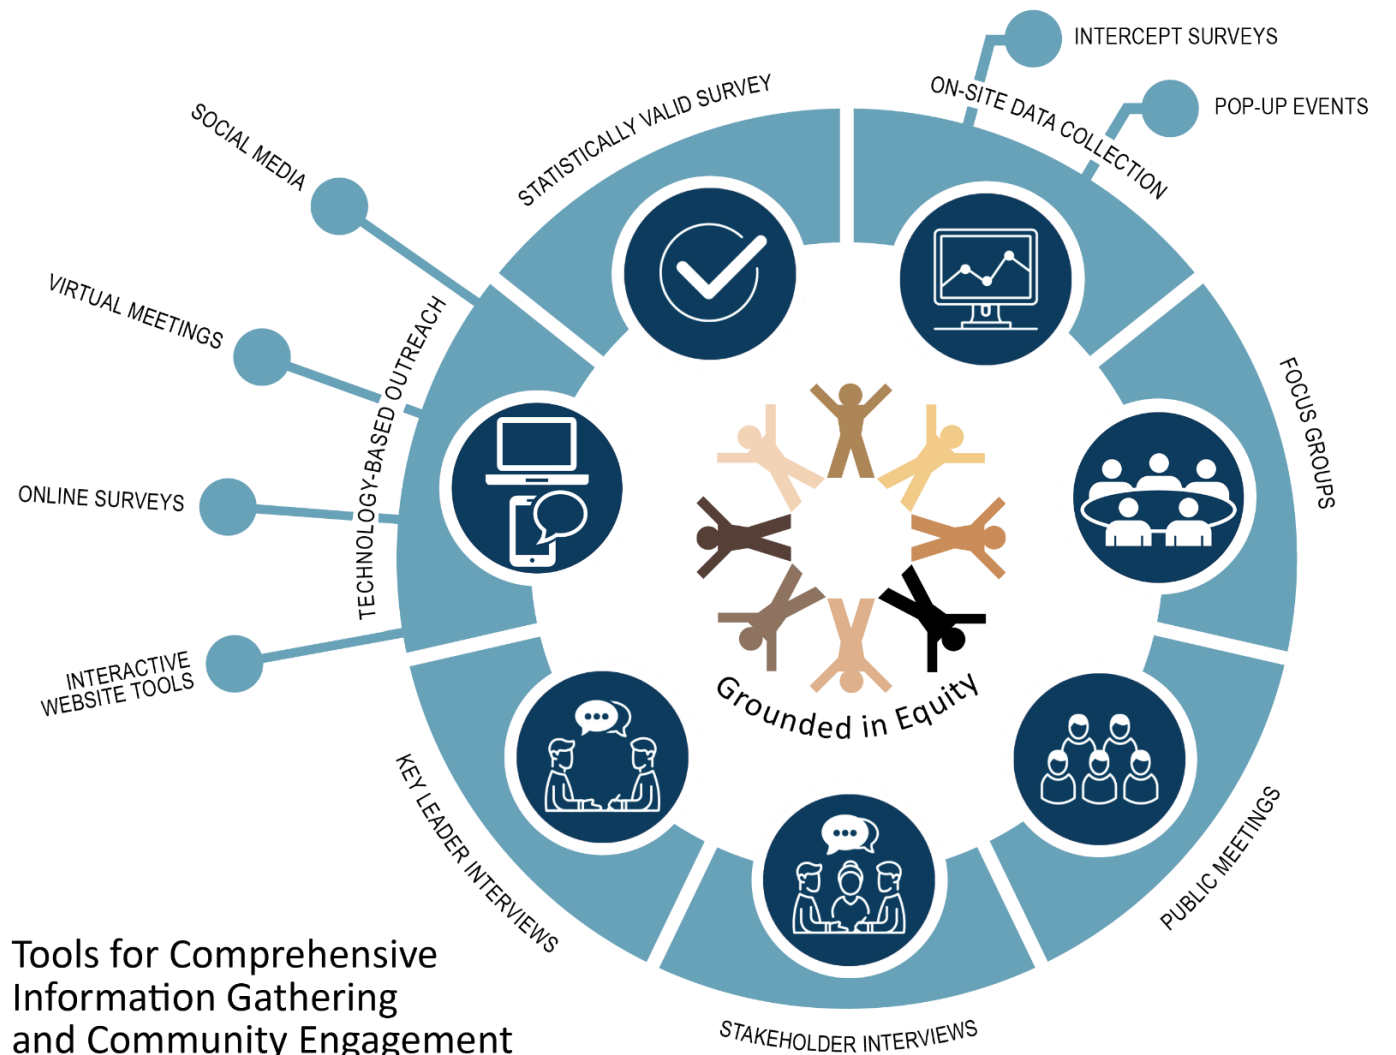 INTERCEPT SURVEYS
POP-UP EVENTS
ON-SITE DATA COLLECTION
STATISTICALLY VALID SURVEY
SOCIAL MEDIA
VIRTUAL MEETINGS
ONLINE SURVEYS
INTERACTIVE
WEBSITE TOOLS
TECHNOLOGY-BASED OUTREACH
FOCUS GROUPS
Grounded in Equity
KEY LEADER INTERVIEWS
PUBLIC MEETINGS
STAKEHOLDER INTERVIEWS
Tools for Comprehensive
Information Gathering
and Community Engagement